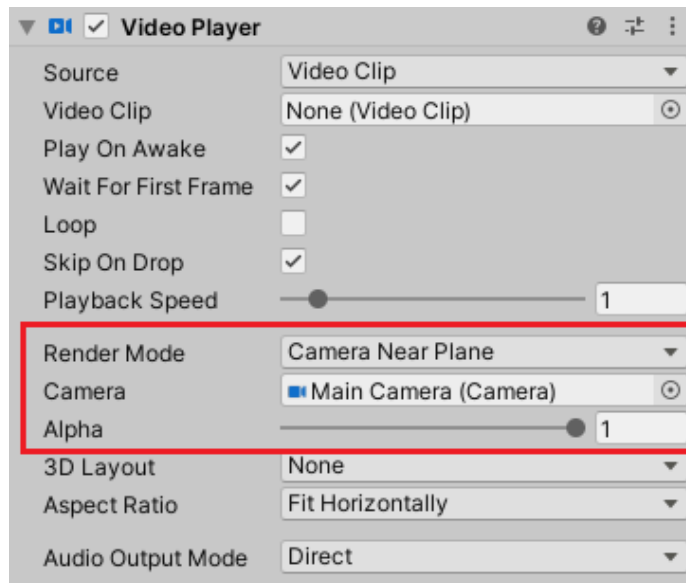 Video Player
Source Video Clip
Video Clip None (Video Clip)
Play On Awake
Wait For First Frame
Loop
Skip On Drop
Playback Speed 1
Render Mode Camera Near Plane
Camera Main Camera (Camera)
Alpha 1
3D Layout None
Aspect Ratio Fit Horizontally
Audio Output Mode Direct